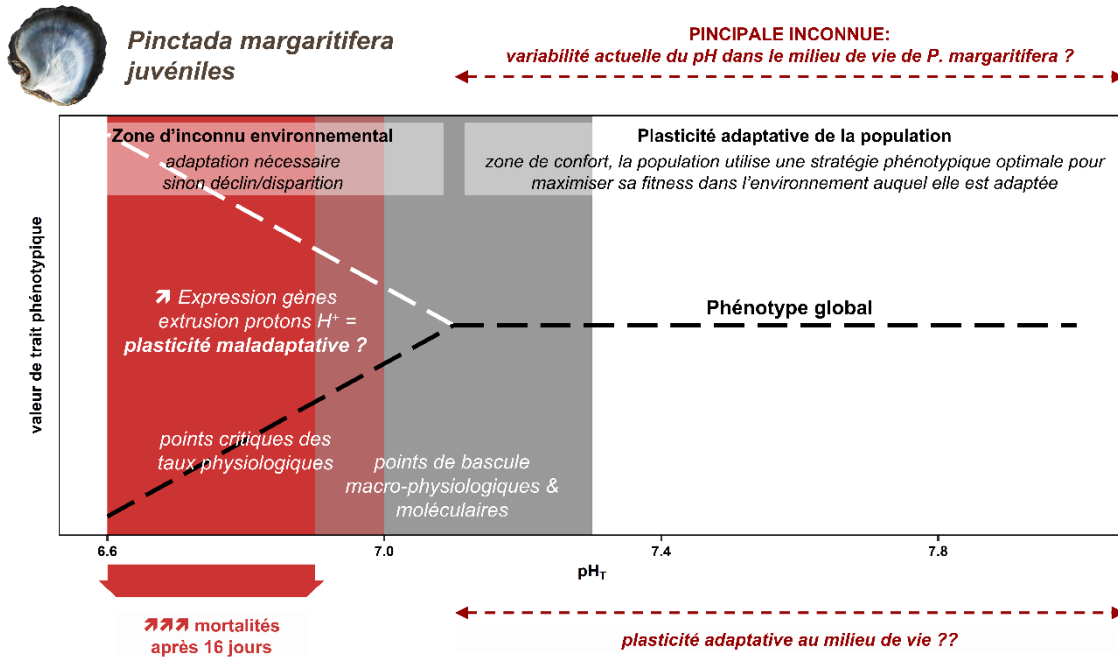 Pinctada margaritifera
juvéniles
PINCIPALE INCONNUE:
variabilité actuelle du pH dans le milieu de vie de P. margaritifera ?
Zone d'inconnu environmental
adaptation nécessaire
sinon déclin/disparition
Plasticité adaptative de la population
zone de confort, la population utilise une stratégie phénotypique optimale pour
maximiser sa fitness dans l'environment auquel elle est adaptée
valeur de trait phénotypique
↗ Expression gènes
extrusion protons H⁺ =
plasticité maladaptative ?
Phénotype global
points critiques des
taux physiologiques
points de bascule
macro-physiologiques &
moléculaires
6.6
7.0
7.4
7.8
pHT
↗↗↗ mortalités
après 16 jours
plasticité adaptative au milieu de vie ??